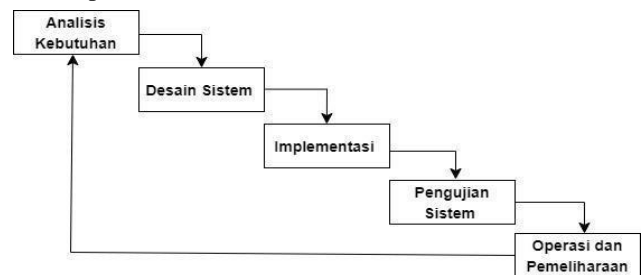 Analisis
Kebutuhan
Desain Sistem
Implementasi
Pengujian
Sistem
Operasi dan
Pemeliharaan